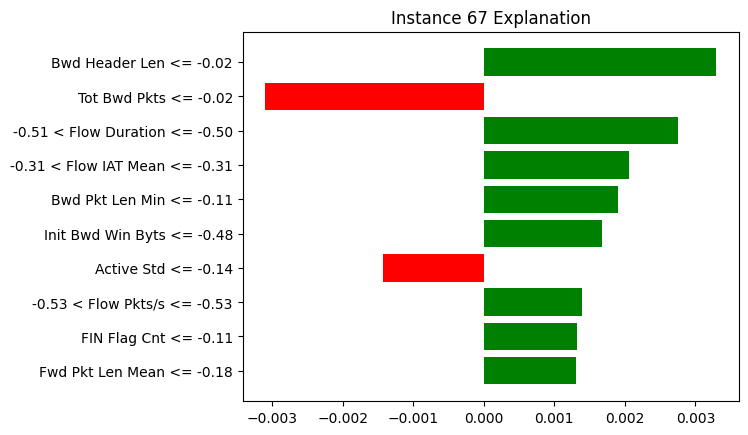 Instance 67 Explanation
Bwd Header Len <= -0.02
Tot Bwd Pkts <= -0.02
-0.51 < Flow Duration <= -0.50
-0.31 < Flow IAT Mean <= -0.31
Bwd Pkt Len Min <= -0.11
Init Bwd Win Byts <= -0.48
Active Std <= -0.14
-0.53 < Flow Pkts/s <= -0.53
FIN Flag Cnt <= -0.11
Fwd Pkt Len Mean <= -0.18
−0.003 −0.002 −0.001 0.000 0.001 0.002 0.003